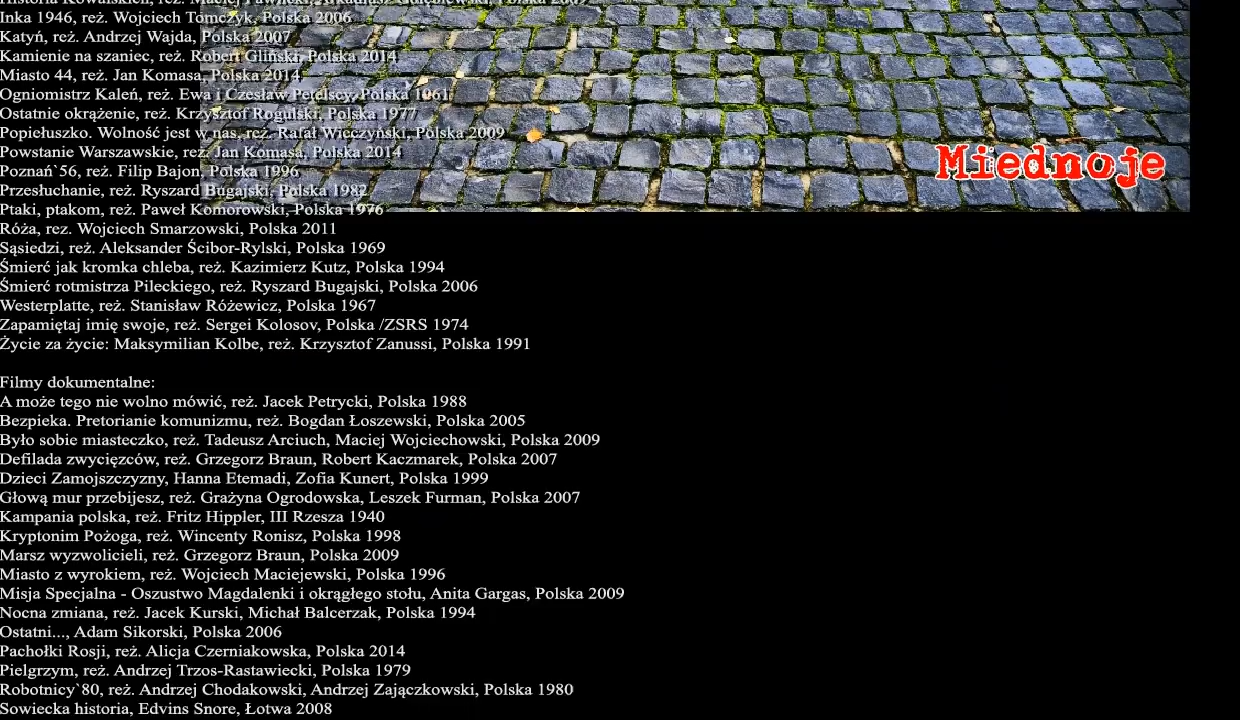 Historia Kowalskich, reż. Maciej Pawlicki, Arkadiusz Gołębiewski, Polska 2009
Inka 1946, reż. Wojciech Tomczyk, Polska 2006
Katyń, reż. Andrzej Wajda, Polska 2007
Kamienie na szaniec, reż. Robert Gliński, Polska 2014
Miasto 44, reż. Jan Komasa, Polska 2014
Ogniomistrz Kaleń, reż. Ewa i Czesław Petelscy, Polska 1961
Ostatnie okrążenie, reż. Krzysztof Rogulski, Polska 1977
Popiełuszko. Wolność jest w nas, reż. Rafał Wieczyński, Polska 2009
Powstanie Warszawskie, reż. Jan Komasa, Polska 2014
Poznań`56, reż. Filip Bajon, Polska 1996
Przesłuchanie, reż. Ryszard Bugajski, Polska 1982
Ptaki, ptakom, reż. Paweł Komorowski, Polska 1976
Róża, rez. Wojciech Smarzowski, Polska 2011
Sąsiedzi, reż. Aleksander Ścibor-Rylski, Polska 1969
Śmierć jak kromka chleba, reż. Kazimierz Kutz, Polska 1994
Śmierć rotmistrza Pileckiego, reż. Ryszard Bugajski, Polska 2006
Westerplatte, reż. Stanisław Różewicz, Polska 1967
Zapamiętaj imię swoje, reż. Sergei Kolosov, Polska /ZSRS 1974
Życie za życie: Maksymilian Kolbe, reż. Krzysztof Zanussi, Polska 1991
Filmy dokumentalne:
A może tego nie wolno mówić, reż. Jacek Petrycki, Polska 1988
Bezpieka. Pretorianie komunizmu, reż. Bogdan Łoszewski, Polska 2005
Było sobie miasteczko, reż. Tadeusz Arciuch, Maciej Wojciechowski, Polska 2009
Defilada zwycięzców, reż. Grzegorz Braun, Robert Kaczmarek, Polska 2007
Dzieci Zamojszczyzny, Hanna Etemadi, Zofia Kunert, Polska 1999
Głową mur przebijesz, reż. Grażyna Ogrodowska, Leszek Furman, Polska 2007
Kampania polska, reż. Fritz Hippler, III Rzesza 1940
Kryptonim Pożoga, reż. Wincenty Ronisz, Polska 1998
Marsz wyzwolicieli, reż. Grzegorz Braun, Polska 2009
Miasto z wyrokiem, reż. Wojciech Maciejewski, Polska 1996
Misja Specjalna - Oszustwo Magdalenki i okrągłego stołu, Anita Gargas, Polska 2009
Nocna zmiana, reż. Jacek Kurski, Michał Balcerzak, Polska 1994
Ostatni..., Adam Sikorski, Polska 2006
Pachołki Rosji, reż. Alicja Czerniakowska, Polska 2014
Pielgrzym, reż. Andrzej Trzos-Rastawiecki, Polska 1979
Robotnicy`80, reż. Andrzej Chodakowski, Andrzej Zajączkowski, Polska 1980
Sowiecka historia, Edvins Snore, Łotwa 2008
Miednoje